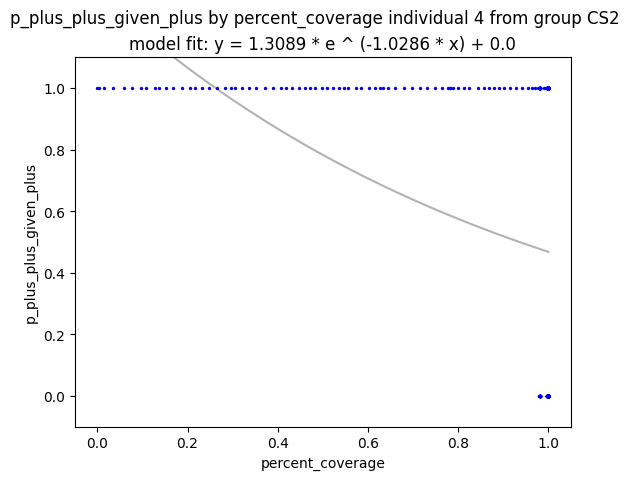 p_plus_plus_given_plus by percent_coverage individual 4 from group CS2
model fit: y = 1.3089 * e ^ (-1.0286 * x) + 0.0
1.0
0.8
0.6
0.4
0.2
0.0
p_plus_plus_given_plus
0.0 0.2 0.4 0.6 0.8 1.0
percent_coverage